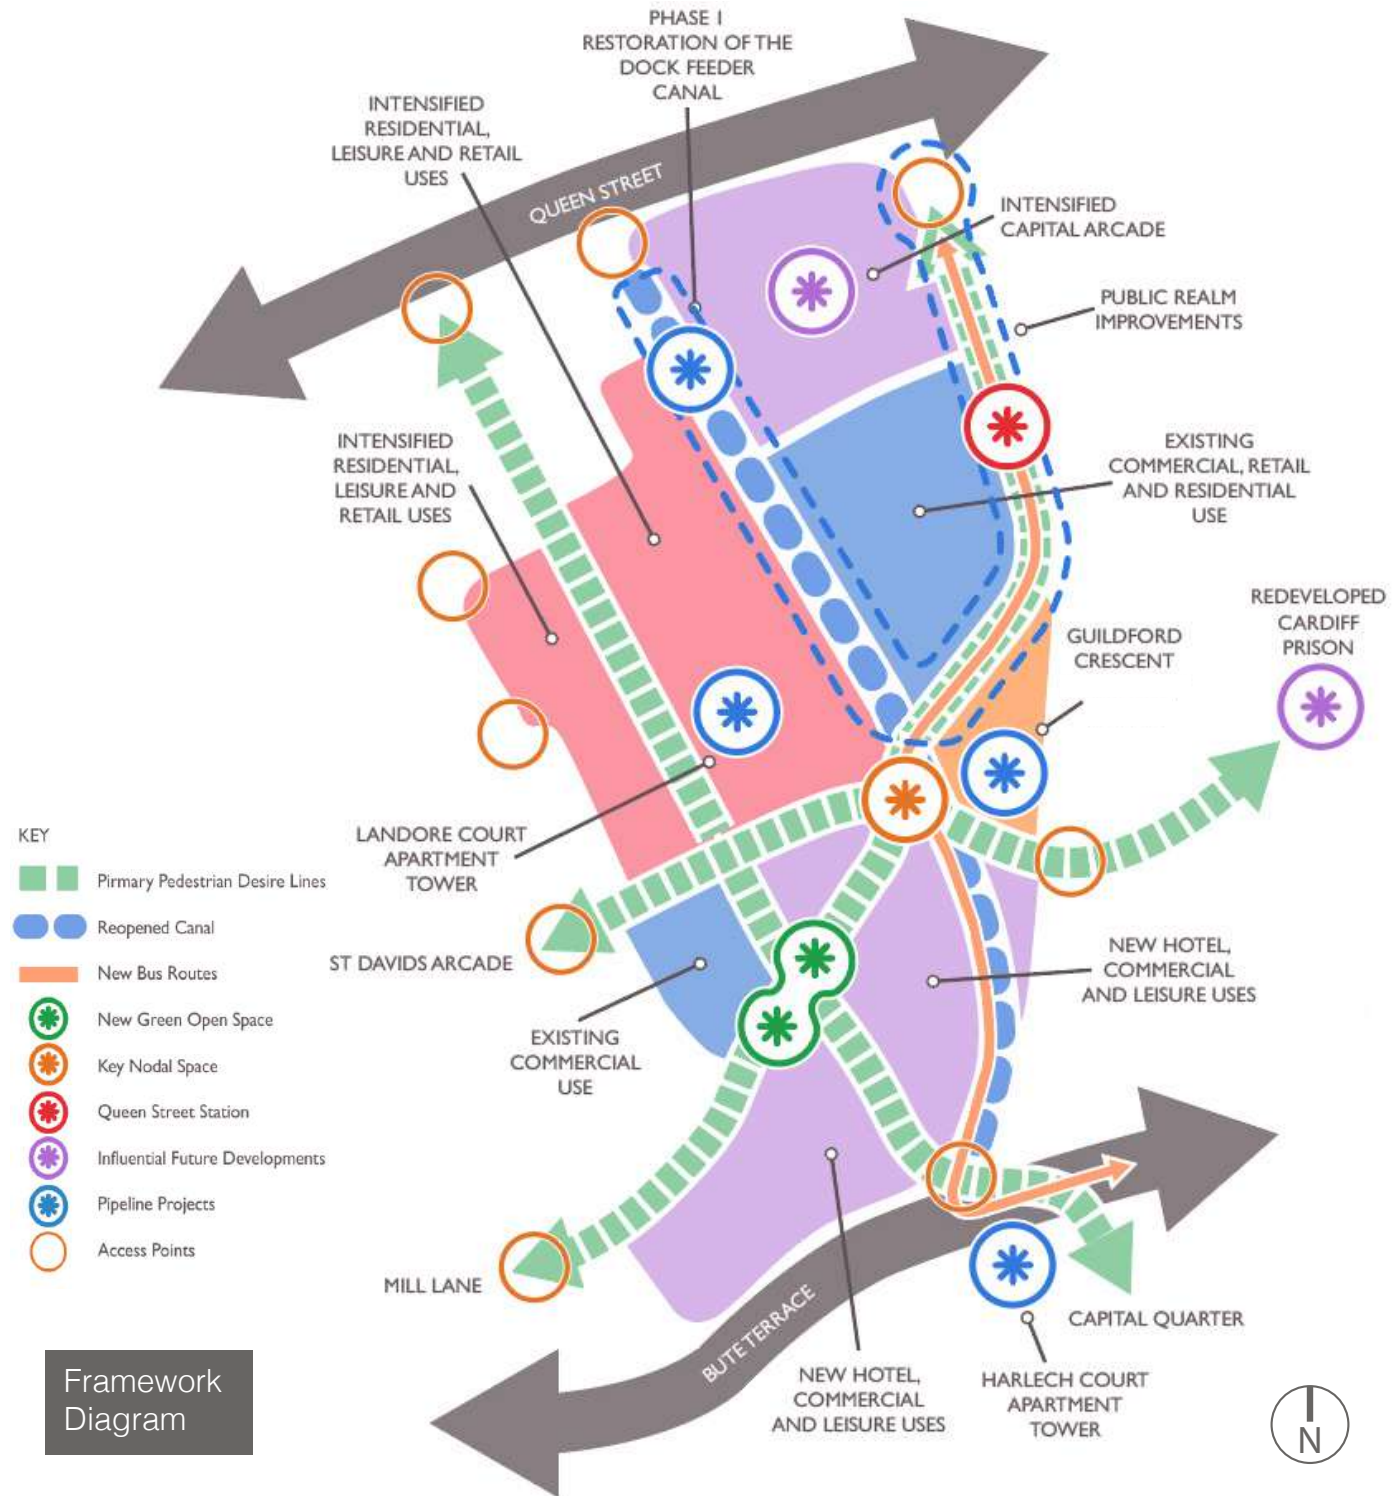 PHASE I
RESTORATION OF THE
DOCK FEEDER
CANAL
INTENSIFIED
RESIDENTIAL,
LEISURE AND RETAIL
USES
QUEEN STREET
INTENSIFIED
CAPITAL ARCADE
PUBLIC REALM
IMPROVEMENTS
INTENSIFIED
RESIDENTIAL,
LEISURE AND
RETAIL USES
EXISTING
COMMERCIAL, RETAIL
AND RESIDENTIAL
USE
REDEVELOPED
CARDIFF
PRISON
GUILDFORD
CRESCENT
LANDORE COURT
APARTMENT
TOWER
ST DAVIDS ARCADE
NEW HOTEL,
COMMERCIAL
AND LEISURE USES
EXISTING
COMMERCIAL
USE
KEY
Pirmary Pedestrian Desire Lines
Reopened Canal
New Bus Routes
New Green Open Space
Key Nodal Space
Queen Street Station
Influential Future Developments
Pipeline Projects
Access Points
MILL LANE
BUTE TERRACE
CAPITAL QUARTER
NEW HOTEL,
COMMERCIAL
AND LEISURE USES
HARLECH COURT
APARTMENT
TOWER
Framework
Diagram
N